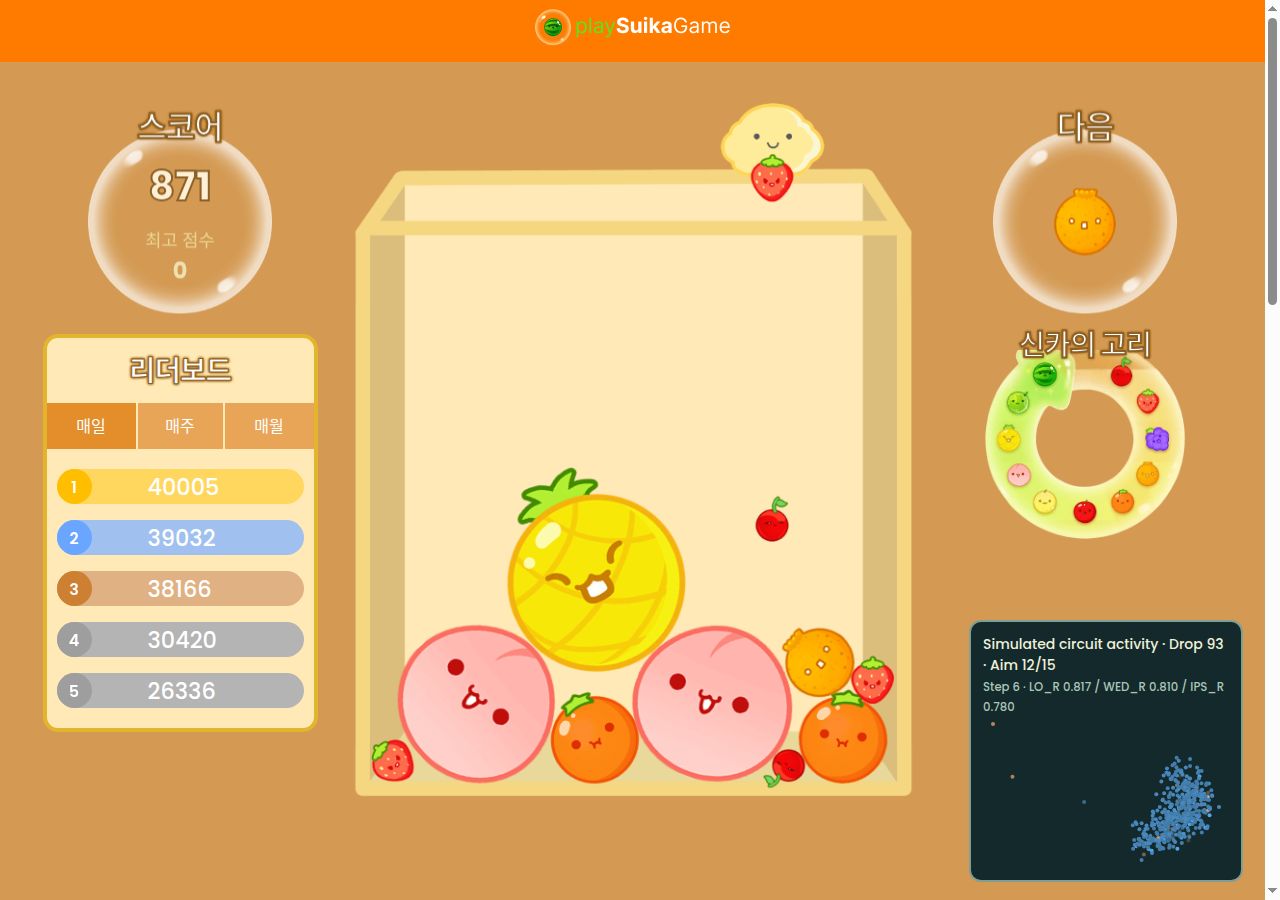 playSuikaGame
스코어
871
최고 점수
0
리더보드
매일
매주
매월
1 40005
2 39032
3 38166
4 30420
5 26336
다음
신카의 고리
Simulated circuit activity · Drop 93
· Aim 12/15
Step 6 · LO_R 0.817 / WED_R 0.810 / IPS_R
0.780